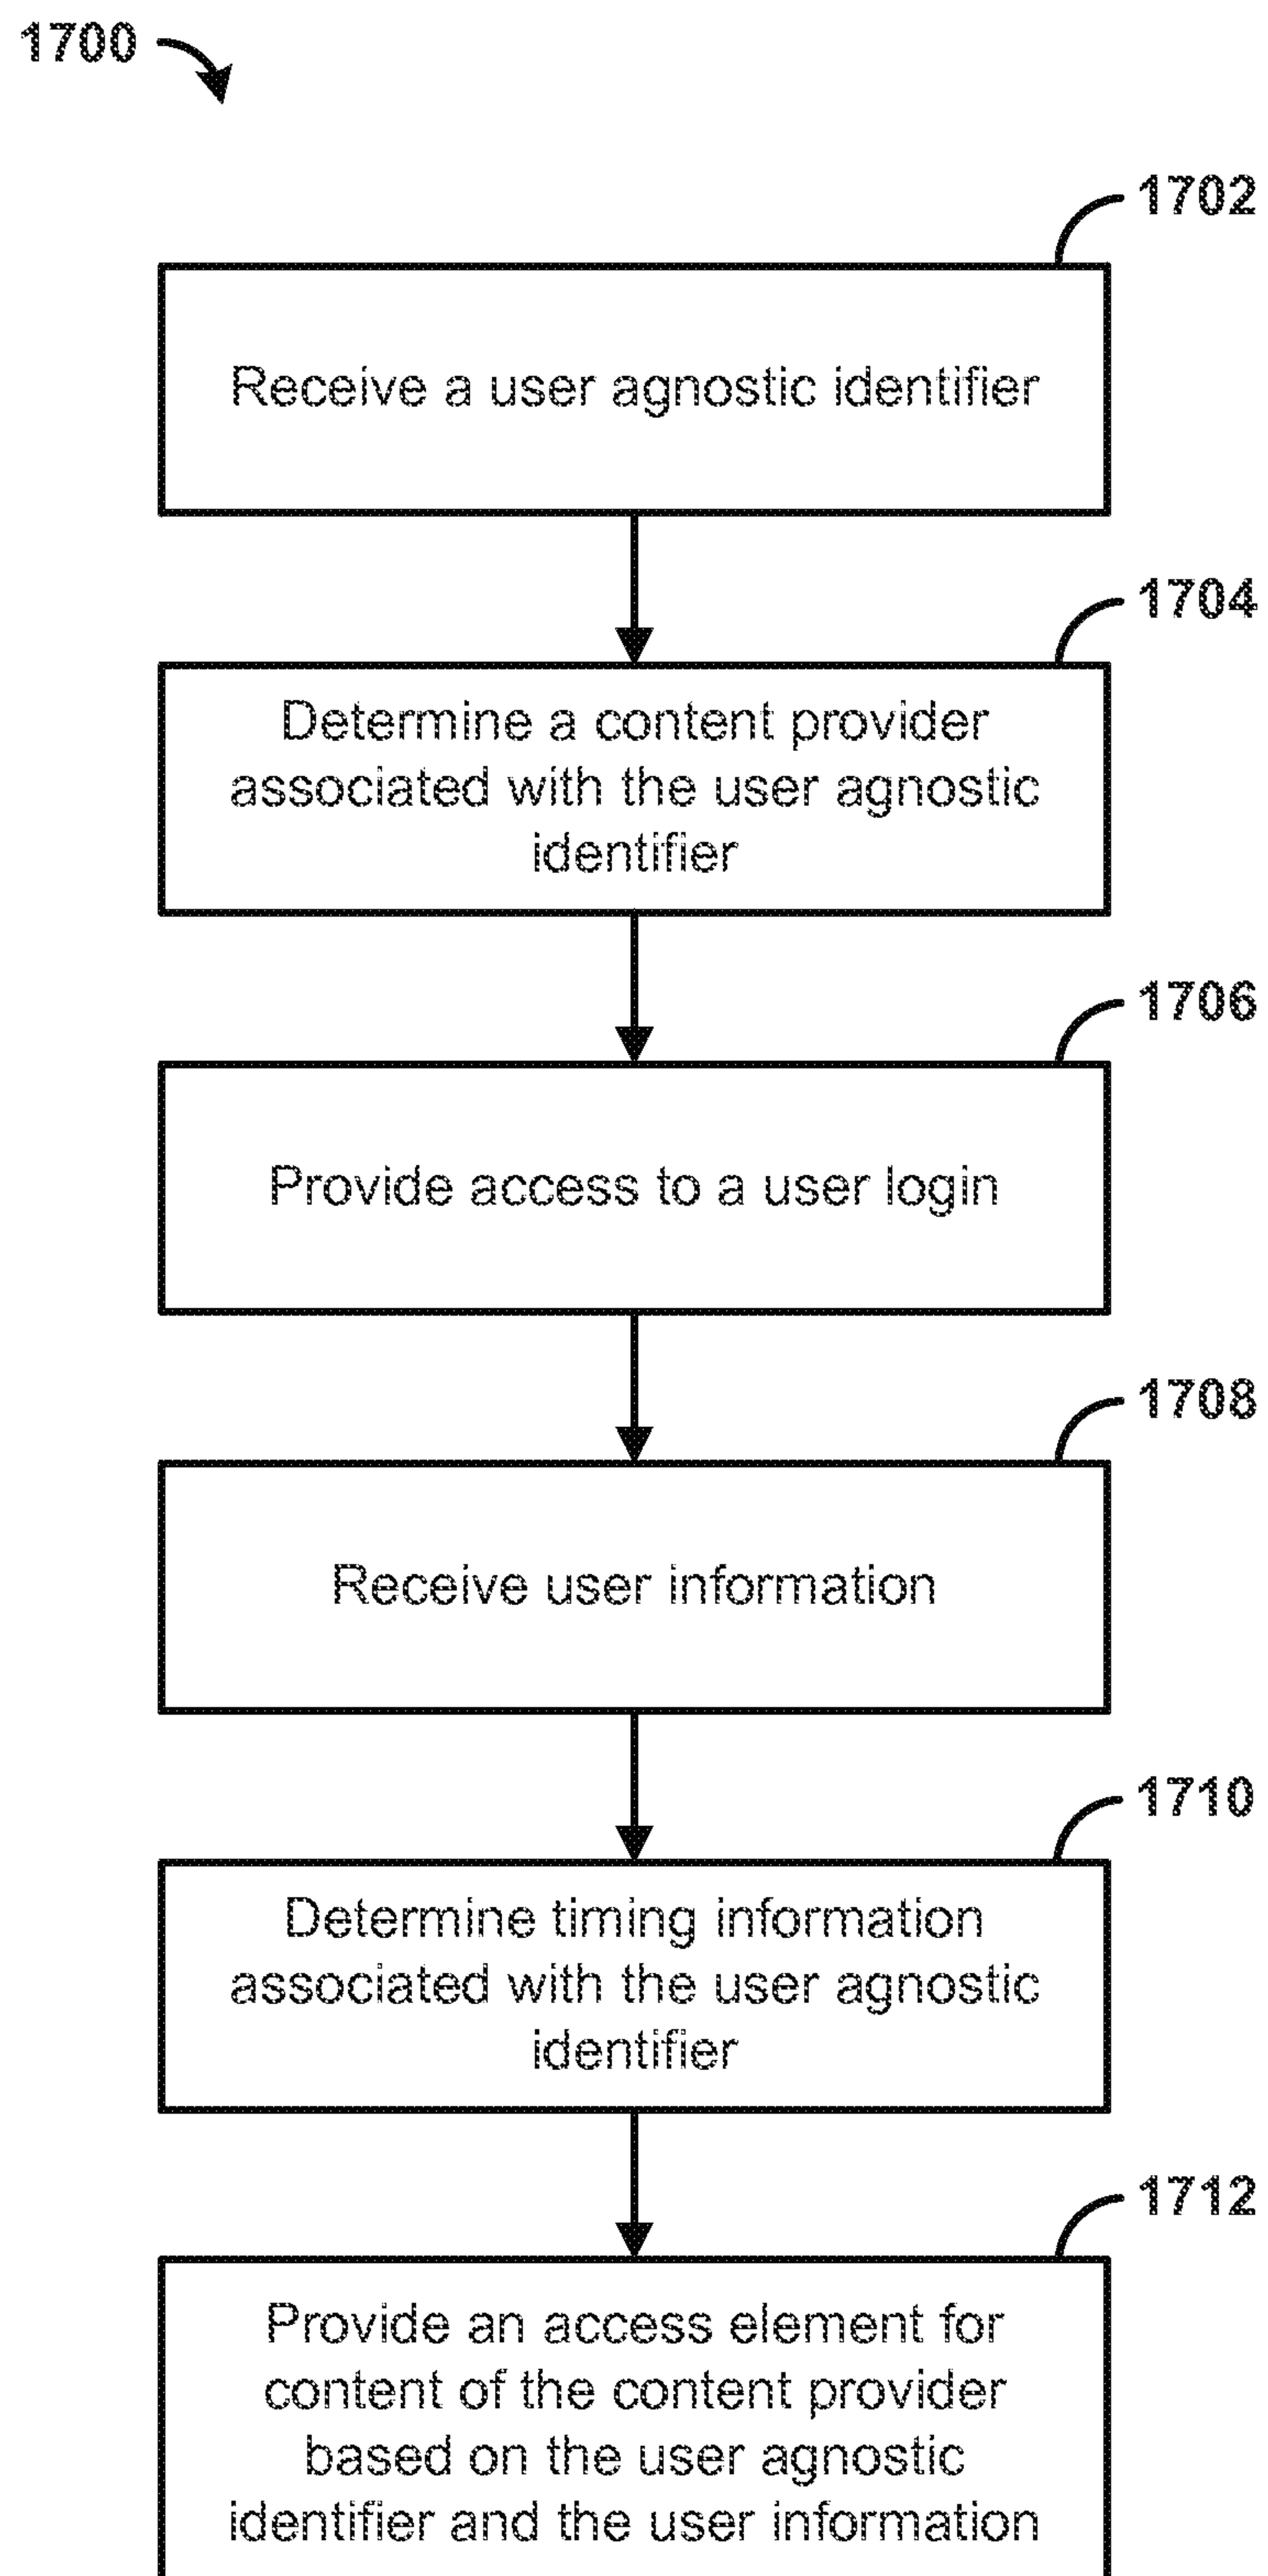 1700
1702
Receive a user agnostic identifier
1704
Determine a content provider
associated with the user agnostic
identifier
1706
Provide access to a user login
1708
Receive user information
1710
Determine timing information
associated with the user agnostic
identifier
1712
Provide an access element for
content of the content provider
based on the user agnostic
identifier and the user information